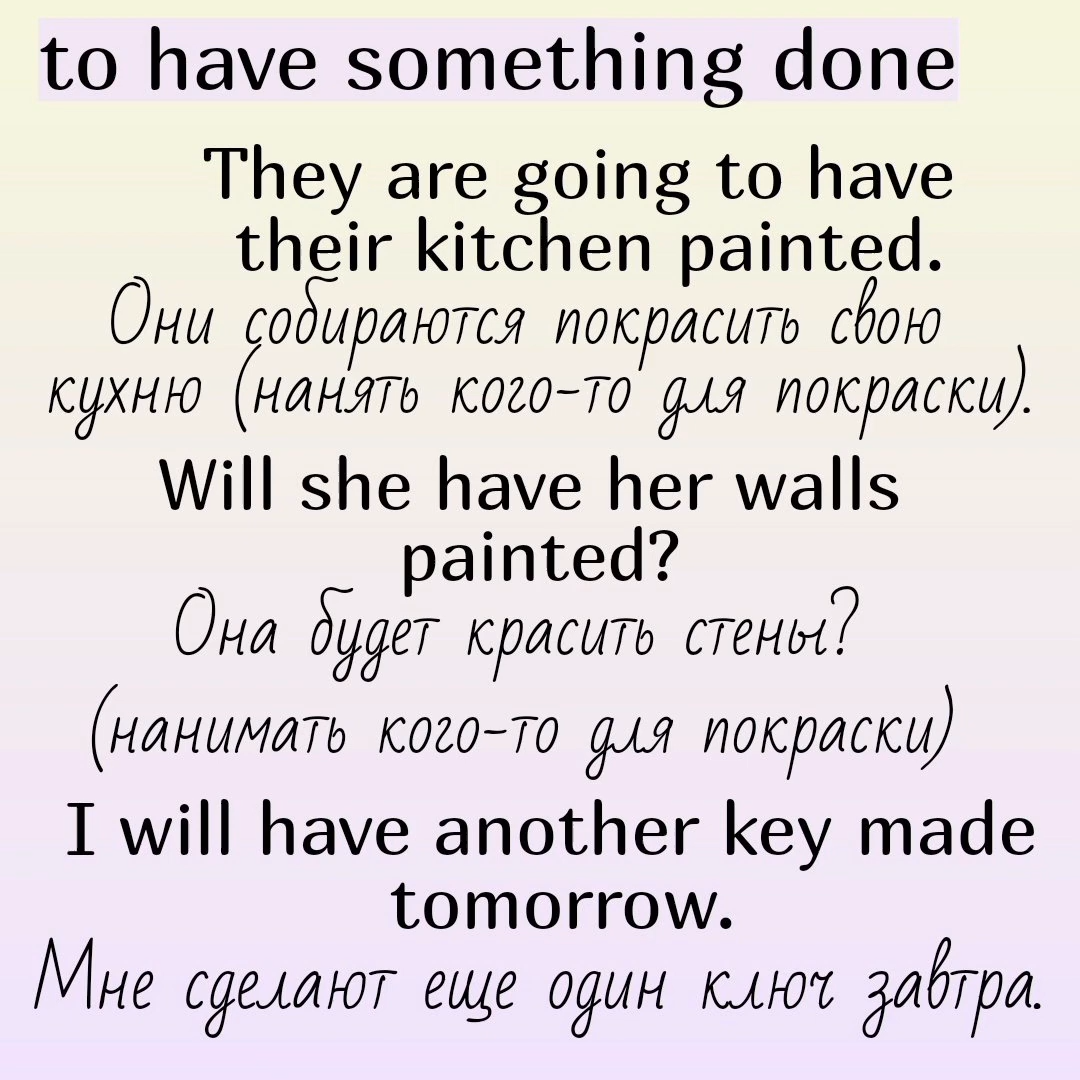 to have something done
They are going to have
their kitchen painted.
Они собираются покрасить свою
кухню (нанять кого-то для покраски).
Will she have her walls
painted?
Она будет красить стены?
(нанимать кого-то для покраски)
I will have another key made
tomorrow.
Мне сделают еще один ключ завтра.